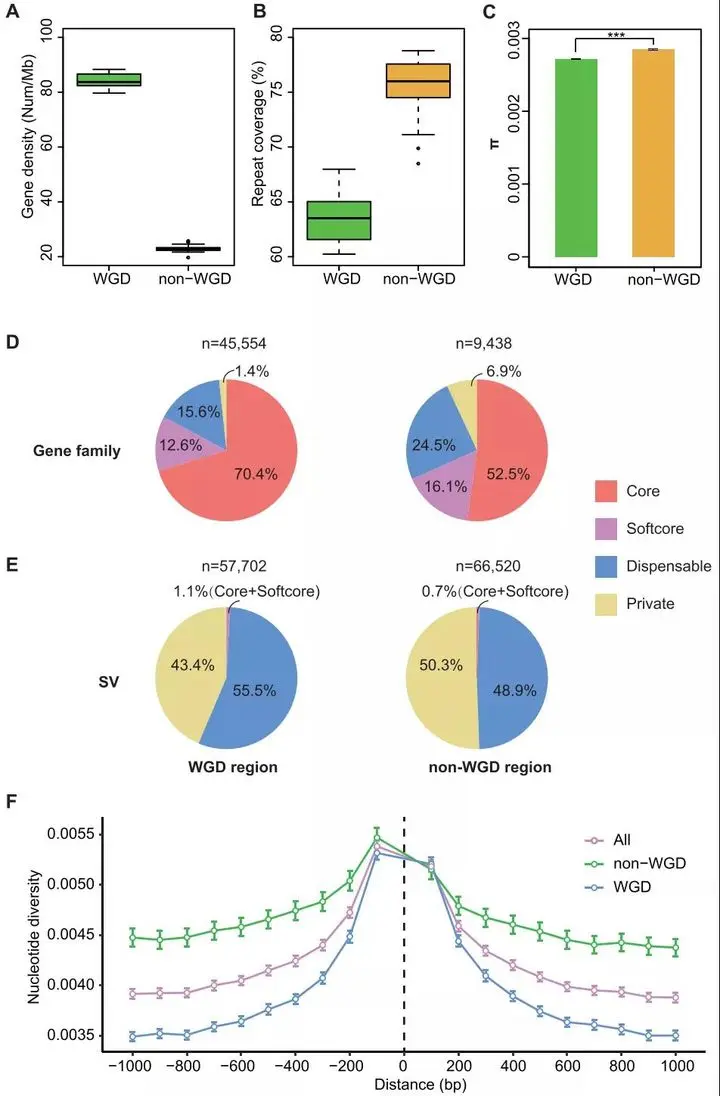 A
Gene density (Num/Mb)
100
80
60
40
20
WGD
non-WGD
B
Repeat coverage (%)
75
70
65
60
WGD
non-WGD
C
π
0.003
0.002
0.001
0
***
WGD
non-WGD
D
n=45,554
n=9,438
1.4%
15.6%
12.6%
70.4%
6.9%
24.5%
16.1%
52.5%
Gene family
Core
Softcore
Dispensable
Private
E
n=57,702
n=66,520
1.1%(Core+Softcore)
0.7%(Core+Softcore)
43.4%
55.5%
50.3%
48.9%
SV
WGD region
non-WGD region
F
Nucleotide diversity
0.0055
0.0050
0.0045
0.0040
0.0035
All
non-WGD
WGD
−1000 −800 −600 −400 −200 0 200 400 600 800 1000
Distance (bp)